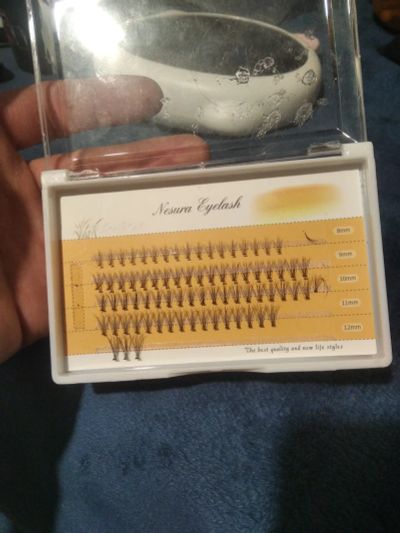 Nesura Eyelash
8mm
9mm
10mm
11mm
12mm
The best quality and new life styles